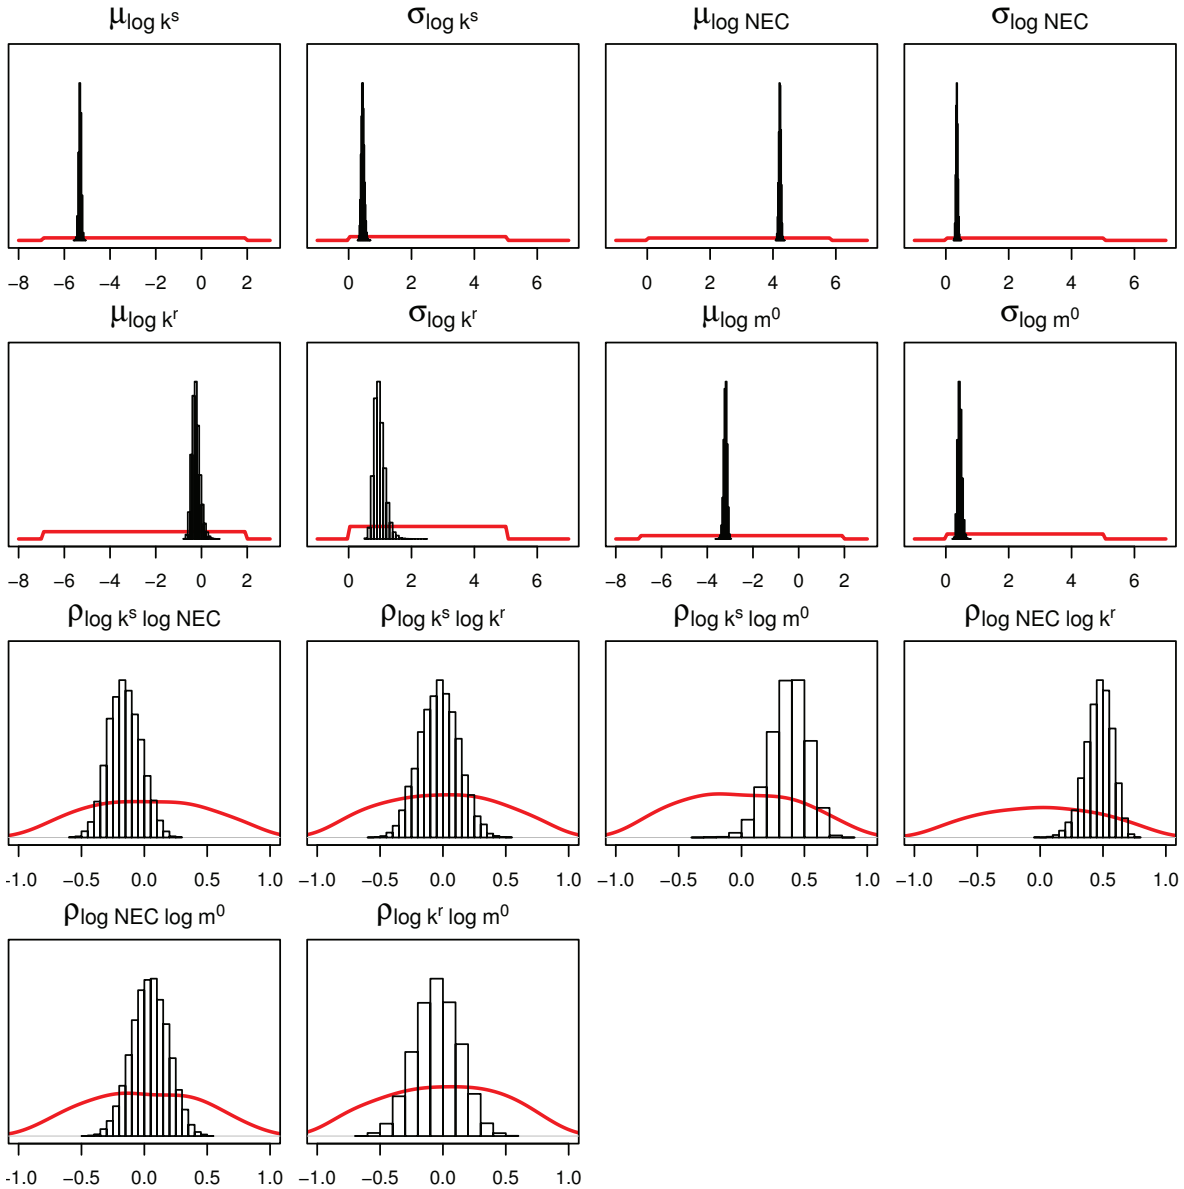 μlog kˢ σlog kˢ μlog NEC σlog NEC
−8 −6 −4 −2 0 2 0 2 4 6 0 2 4 6 0 2 4 6
μlog kʳ σlog kʳ μlog m⁰ σlog m⁰
−8 −6 −4 −2 0 2 0 2 4 6 −8 −6 −4 −2 0 2 0 2 4 6
ρlog kˢ log NEC ρlog kˢ log kʳ ρlog kˢ log m⁰ ρlog NEC log kʳ
-1.0 −0.5 0.0 0.5 1.0 −1.0 −0.5 0.0 0.5 1.0 −1.0 −0.5 0.0 0.5 1.0 −1.0 −0.5 0.0 0.5 1.0
ρlog NEC log m⁰ ρlog kʳ log m⁰
-1.0 −0.5 0.0 0.5 1.0 −1.0 −0.5 0.0 0.5 1.0